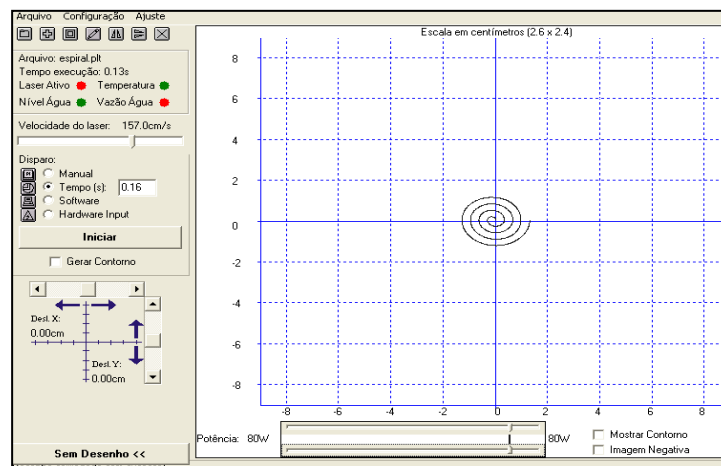 Arquivo Configuração Ajuste
Arquivo: espiral.plt
Tempo execução: 0.13s
Laser Ativo Temperatura
Nível Água Vazão Água
Velocidade do laser: 157.0cm/s
Disparo:
Manual
Tempo (s): 0.16
Software
Hardware Input
Iniciar
Gerar Contorno
Desl. X:
0.00cm
Desl. Y:
0.00cm
Sem Desenho <<
Escala em centímetros (2.6 x 2.4)
8
6
4
2
0
-2
-4
-6
-8
-8 -6 -4 -2 0 2 4 6 8
Potência: 80W 80W
Mostrar Contorno
Imagem Negativa